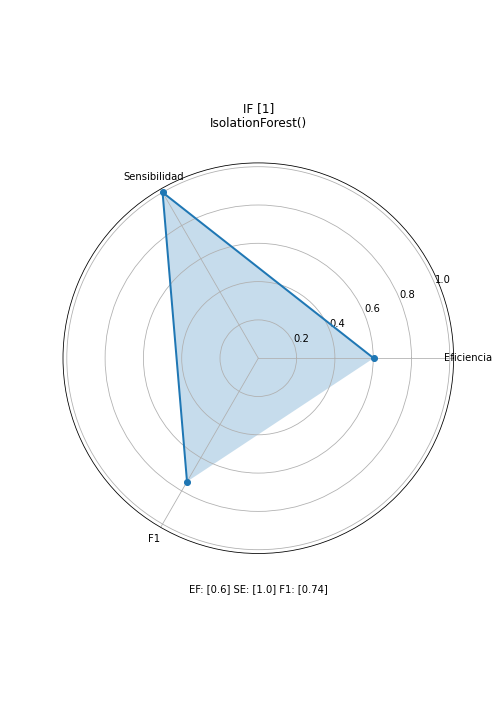 IF [1]
IsolationForest()
Sensibilidad
1.0
0.8
0.6
0.4
0.2
Eficiencia
F1
EF: [0.6] SE: [1.0] F1: [0.74]